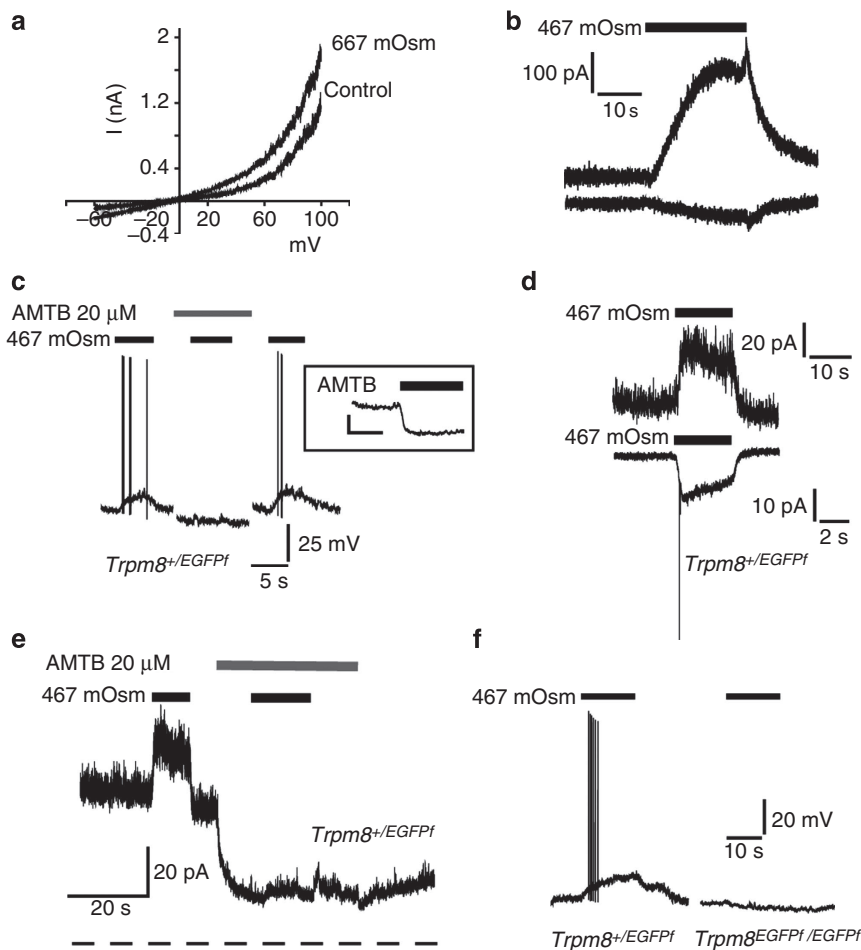 a
2
667 mOsm
Control
1.2
I (nA)
0.4
−60
−20
20
60
100
−0.4
mV
b
467 mOsm
100 pA
10 s
c
AMTB 20 μM
467 mOsm
AMTB
25 mV
Trpm8+/EGFPf
5 s
d
467 mOsm
20 pA
10 s
467 mOsm
10 pA
2 s
Trpm8+/EGFPf
e
AMTB 20 μM
467 mOsm
Trpm8+/EGFPf
20 pA
20 s
f
467 mOsm
20 mV
10 s
Trpm8+/EGFPf
Trpm8EGFPf/EGFPf